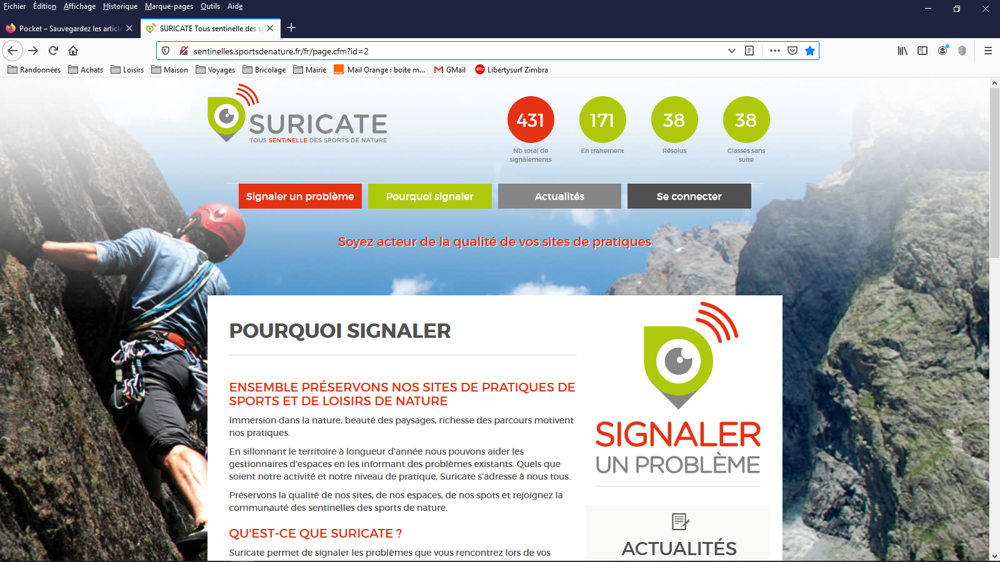 Fichier Édition Affichage Historique Marque-pages Outils Aide
Pocket – Sauvegardez les article
SURICATE Tous sentinelle des s
sentinelles.sportsdenature.fr/fr/page.cfm?id=2
Randonnées Achats Loisirs Maison Voyages Bricolage Mairie Mail Orange : boite m... GMail Libertysurf Zimbra
SURICATE
TOUS SENTINELLE DES SPORTS DE NATURE
431 171 38 38
Nb total de signalements
En traitement
Résolus
Classés sans suite
Signaler un problème Pourquoi signaler Actualités Se connecter
Soyez acteur de la qualité de vos sites de pratiques
POURQUOI SIGNALER
ENSEMBLE PRÉSERVONS NOS SITES DE PRATIQUES DE
SPORTS ET DE LOISIRS DE NATURE
Immersion dans la nature, beauté des paysages, richesse des parcours motivent
nos pratiques.
En sillonnant le territoire à longueur d'année nous pouvons aider les
gestionnaires d'espaces en les informant des problèmes existants. Quels que
soient notre activité et notre niveau de pratique, Suricate s'adresse à nous tous.
Préservons la qualité de nos sites, de nos espaces, de nos spots et rejoignez la
communauté des sentinelles des sports de nature.
QU'EST-CE QUE SURICATE ?
Suricate permet de signaler les problèmes que vous rencontrez lors de vos
SIGNALER
UN PROBLÈME
ACTUALITÉS